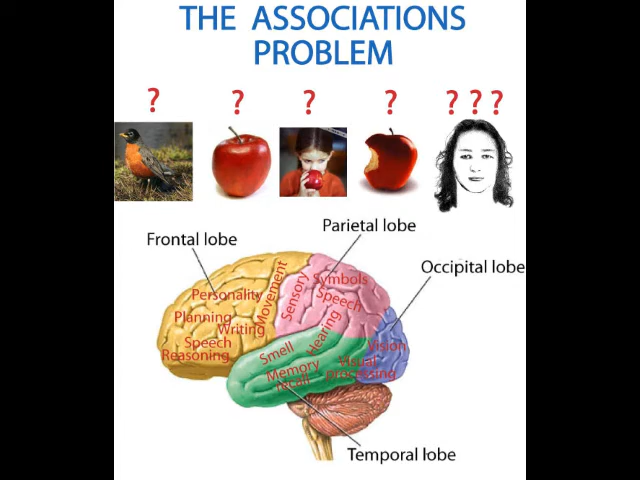 THE ASSOCIATIONS
PROBLEM
? ? ? ? ? ? ?
Parietal lobe
Frontal lobe
Occipital lobe
Movement
Sensory
Symbols
Speech
Personality
Planning
Writing
Speech
Reasoning
Hearing
Vision
Smell
Visual
processing
Memory
recall
Temporal lobe